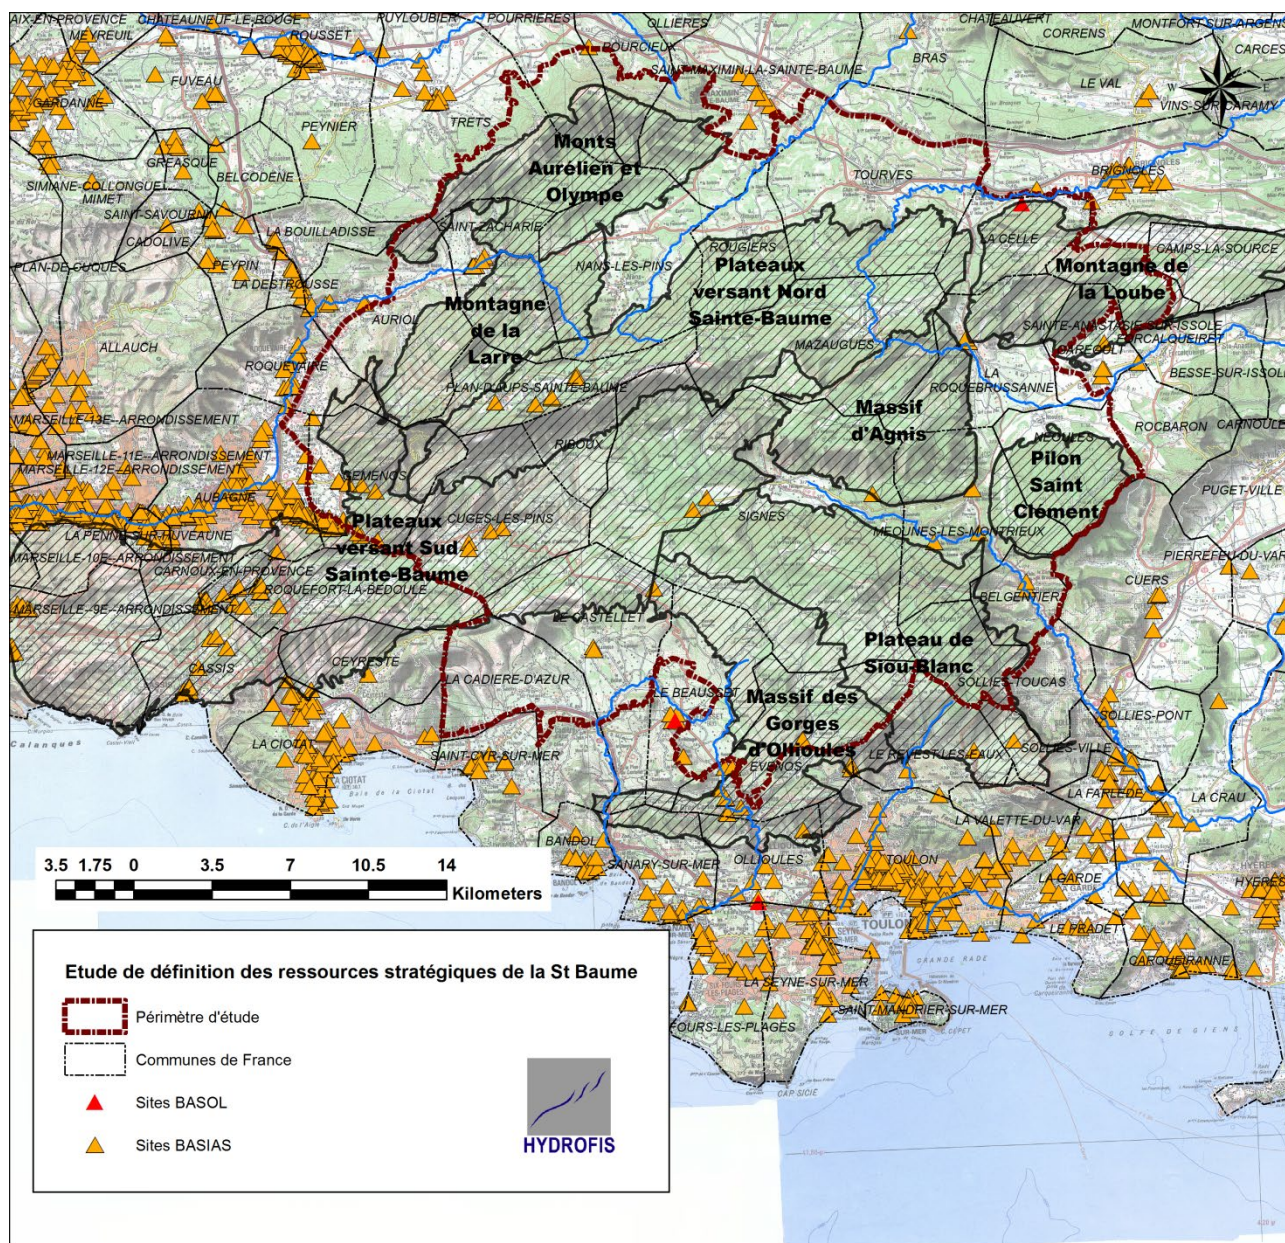 AIX-EN-PROVENCE
CHATEAUNEUF-LE-ROUGE
PUYLOUBIER
POURRIERES
OLLIERES
CHATEAUVERT
MONTFORT-SUR-ARGENS
MEYREUIL
ROUSSET
POURCIEUX
CORRENS
CARCES
SAINT-MAXIMIN-LA-SAINTE-BAUME
BRAS
LE VAL
FUVEAU
GARDANNE
VINS-SUR-CARAMY
PEYNIER
TRETS
Monts
Aurélien et
Olympe
GREASQUE
BELCODENE
TOURVES
BRIGNOLES
SIMIANE-COLLONGUE
MIMET
SAINT-SAVOURNIN
CADOLIVE
LA BOUILLADISSE
SAINT-ZACHARIE
ROUGIERS
LA CELLE
CAMPS-LA-SOURCE
PLAN-DE-CUQUES
PEYPIN
LA DESTROUSSE
NANS-LES-PINS
Plateaux
versant Nord
Sainte-Baume
Montagne de
la Loube
AURIOL
Montagne
de la
Larre
SAINTE-ANASTASIE-SUR-ISSOLE
FORCALQUEIRET
GAREOULT
ALLAUCH
MAZAUGUES
ROQUEVAIRE
PLAN-D'AUPS-SAINTE-BAUME
LA
ROQUEBRUSSANNE
BESSE-SUR-ISSOLE
MARSEILLE-13E--ARRONDISSEMENT
Massif
d'Agnis
ROCBARON
CARNOULES
MARSEILLE-11E--ARRONDISSEMENT
MARSEILLE-12E--ARRONDISSEMENT
RIBOUX
NEOULES
Pilon
Saint
Clément
GEMENOS
AUBAGNE
PUGET-VILLE
CUGES-LES-PINS
SIGNES
MEOUNES-LES-MONTRIEUX
LA PENNE-SUR-HUVEAUNE
Plateaux
versant Sud
Sainte-Baume
MARSEILLE-10E--ARRONDISSEMENT
CARNOUX-EN-PROVENCE
PIERREFEU-DU-VAR
ROQUEFORT-LA-BEDOULE
MARSEILLE--9E--ARRONDISSEMENT
CUERS
BELGENTIER
LE CASTELLET
CASSIS
CEYRESTE
Plateau de
Siou-Blanc
LA CADIERE-D'AZUR
SOLLIES-TOUCAS
LE BEAUSSET
Massif des
Gorges
d'Ollioules
SOLLIES-PONT
Calanques
LA CIOTAT
SAINT-CYR-SUR-MER
EVENOS
LE REVEST-LES-EAUX
SOLLIES-VILLE
LA FARLEDE
LA CRAU
Baie de la Ciotat
LA VALETTE-DU-VAR
BANDOL
SANARY-SUR-MER
OLLIOULES
TOULON
LA GARDE
HYERES
3.5 1.75 0 3.5 7 10.5 14
Kilometers
TOULON
LE PRADET
GRANDE RADE
CARQUEIRANNE
LA SEYNE-SUR-MER
SAINT-MANDRIER-SUR-MER
FOURS-LES-PLAGES
GOLFE DE GIENS
CAP SICIE
Etude de définition des ressources stratégiques de la St Baume
Périmètre d'étude
Communes de France
Sites BASOL
Sites BASIAS
HYDROFIS